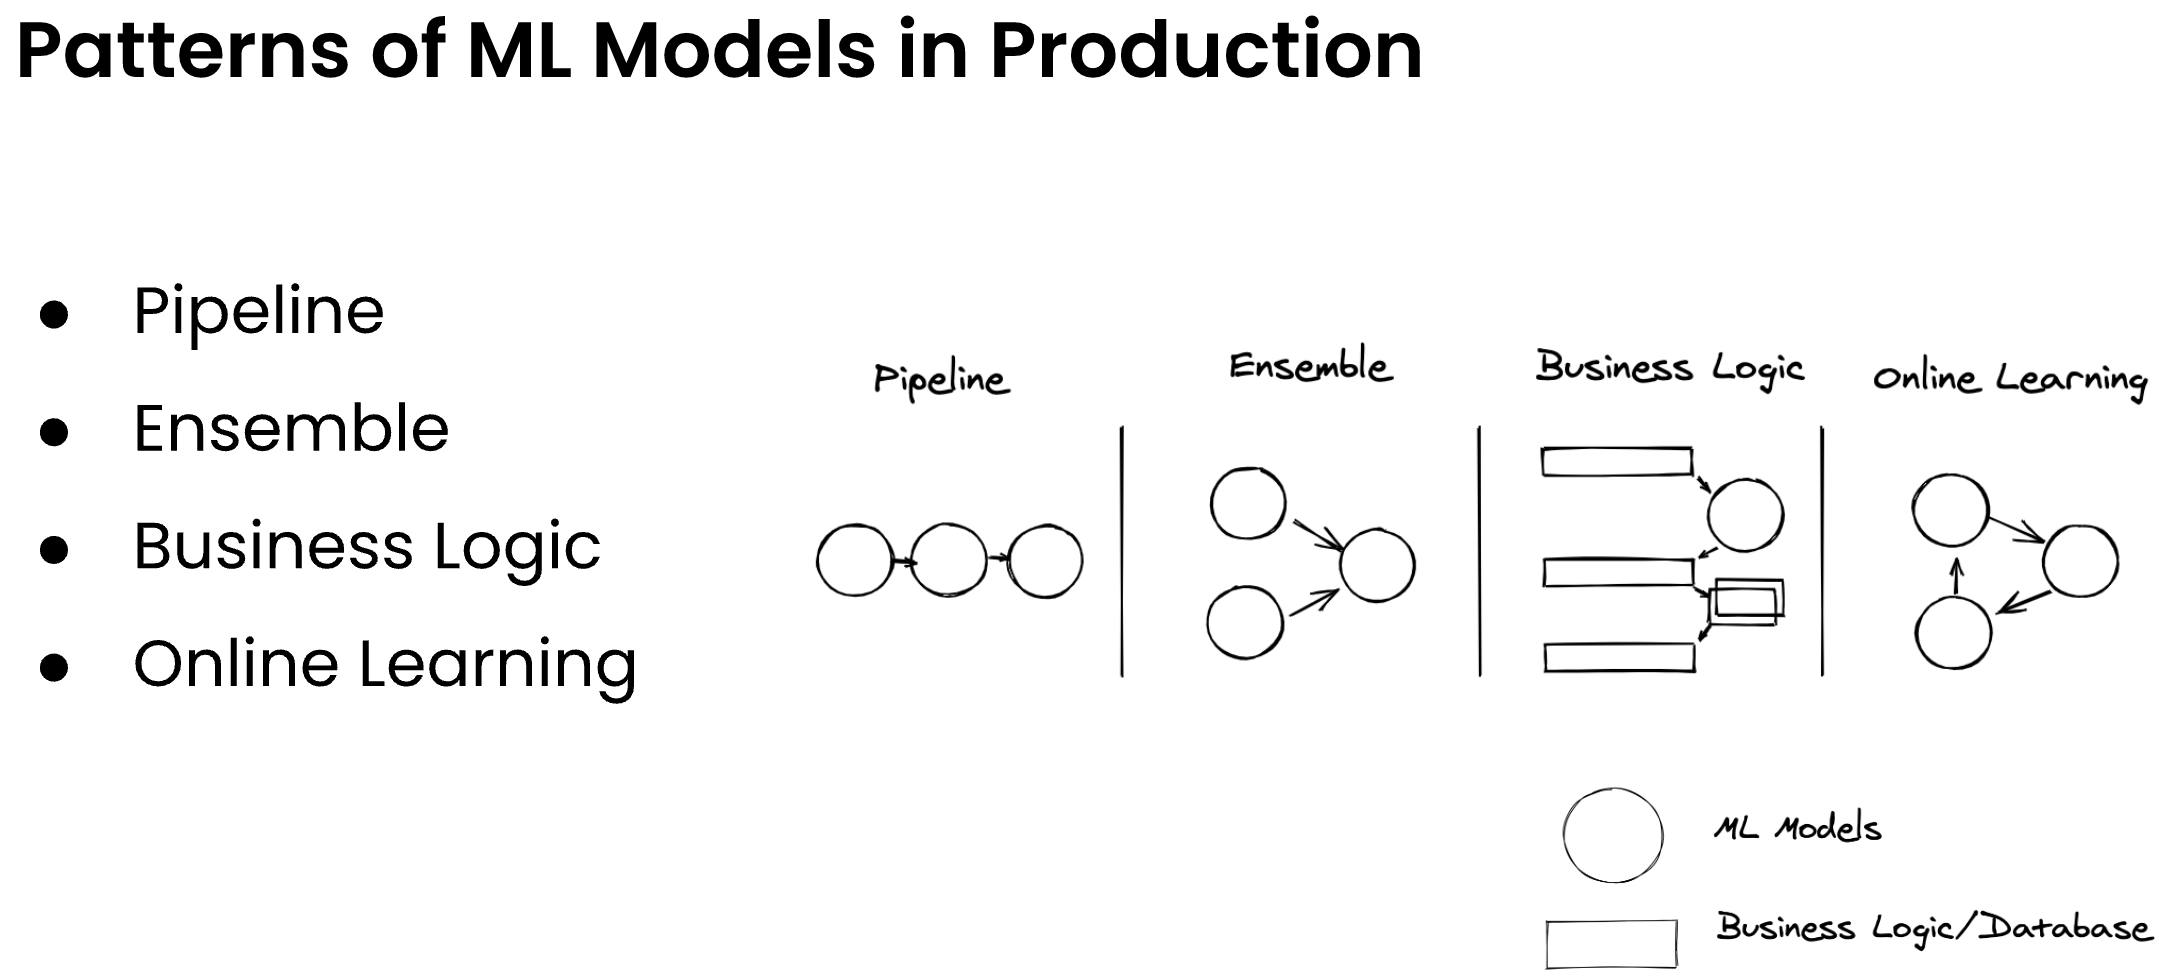 Patterns of ML Models in Production
● Pipeline
● Ensemble
● Business Logic
● Online Learning
Pipeline
Ensemble
Business Logic
Online Learning
ML Models
Business Logic/Database